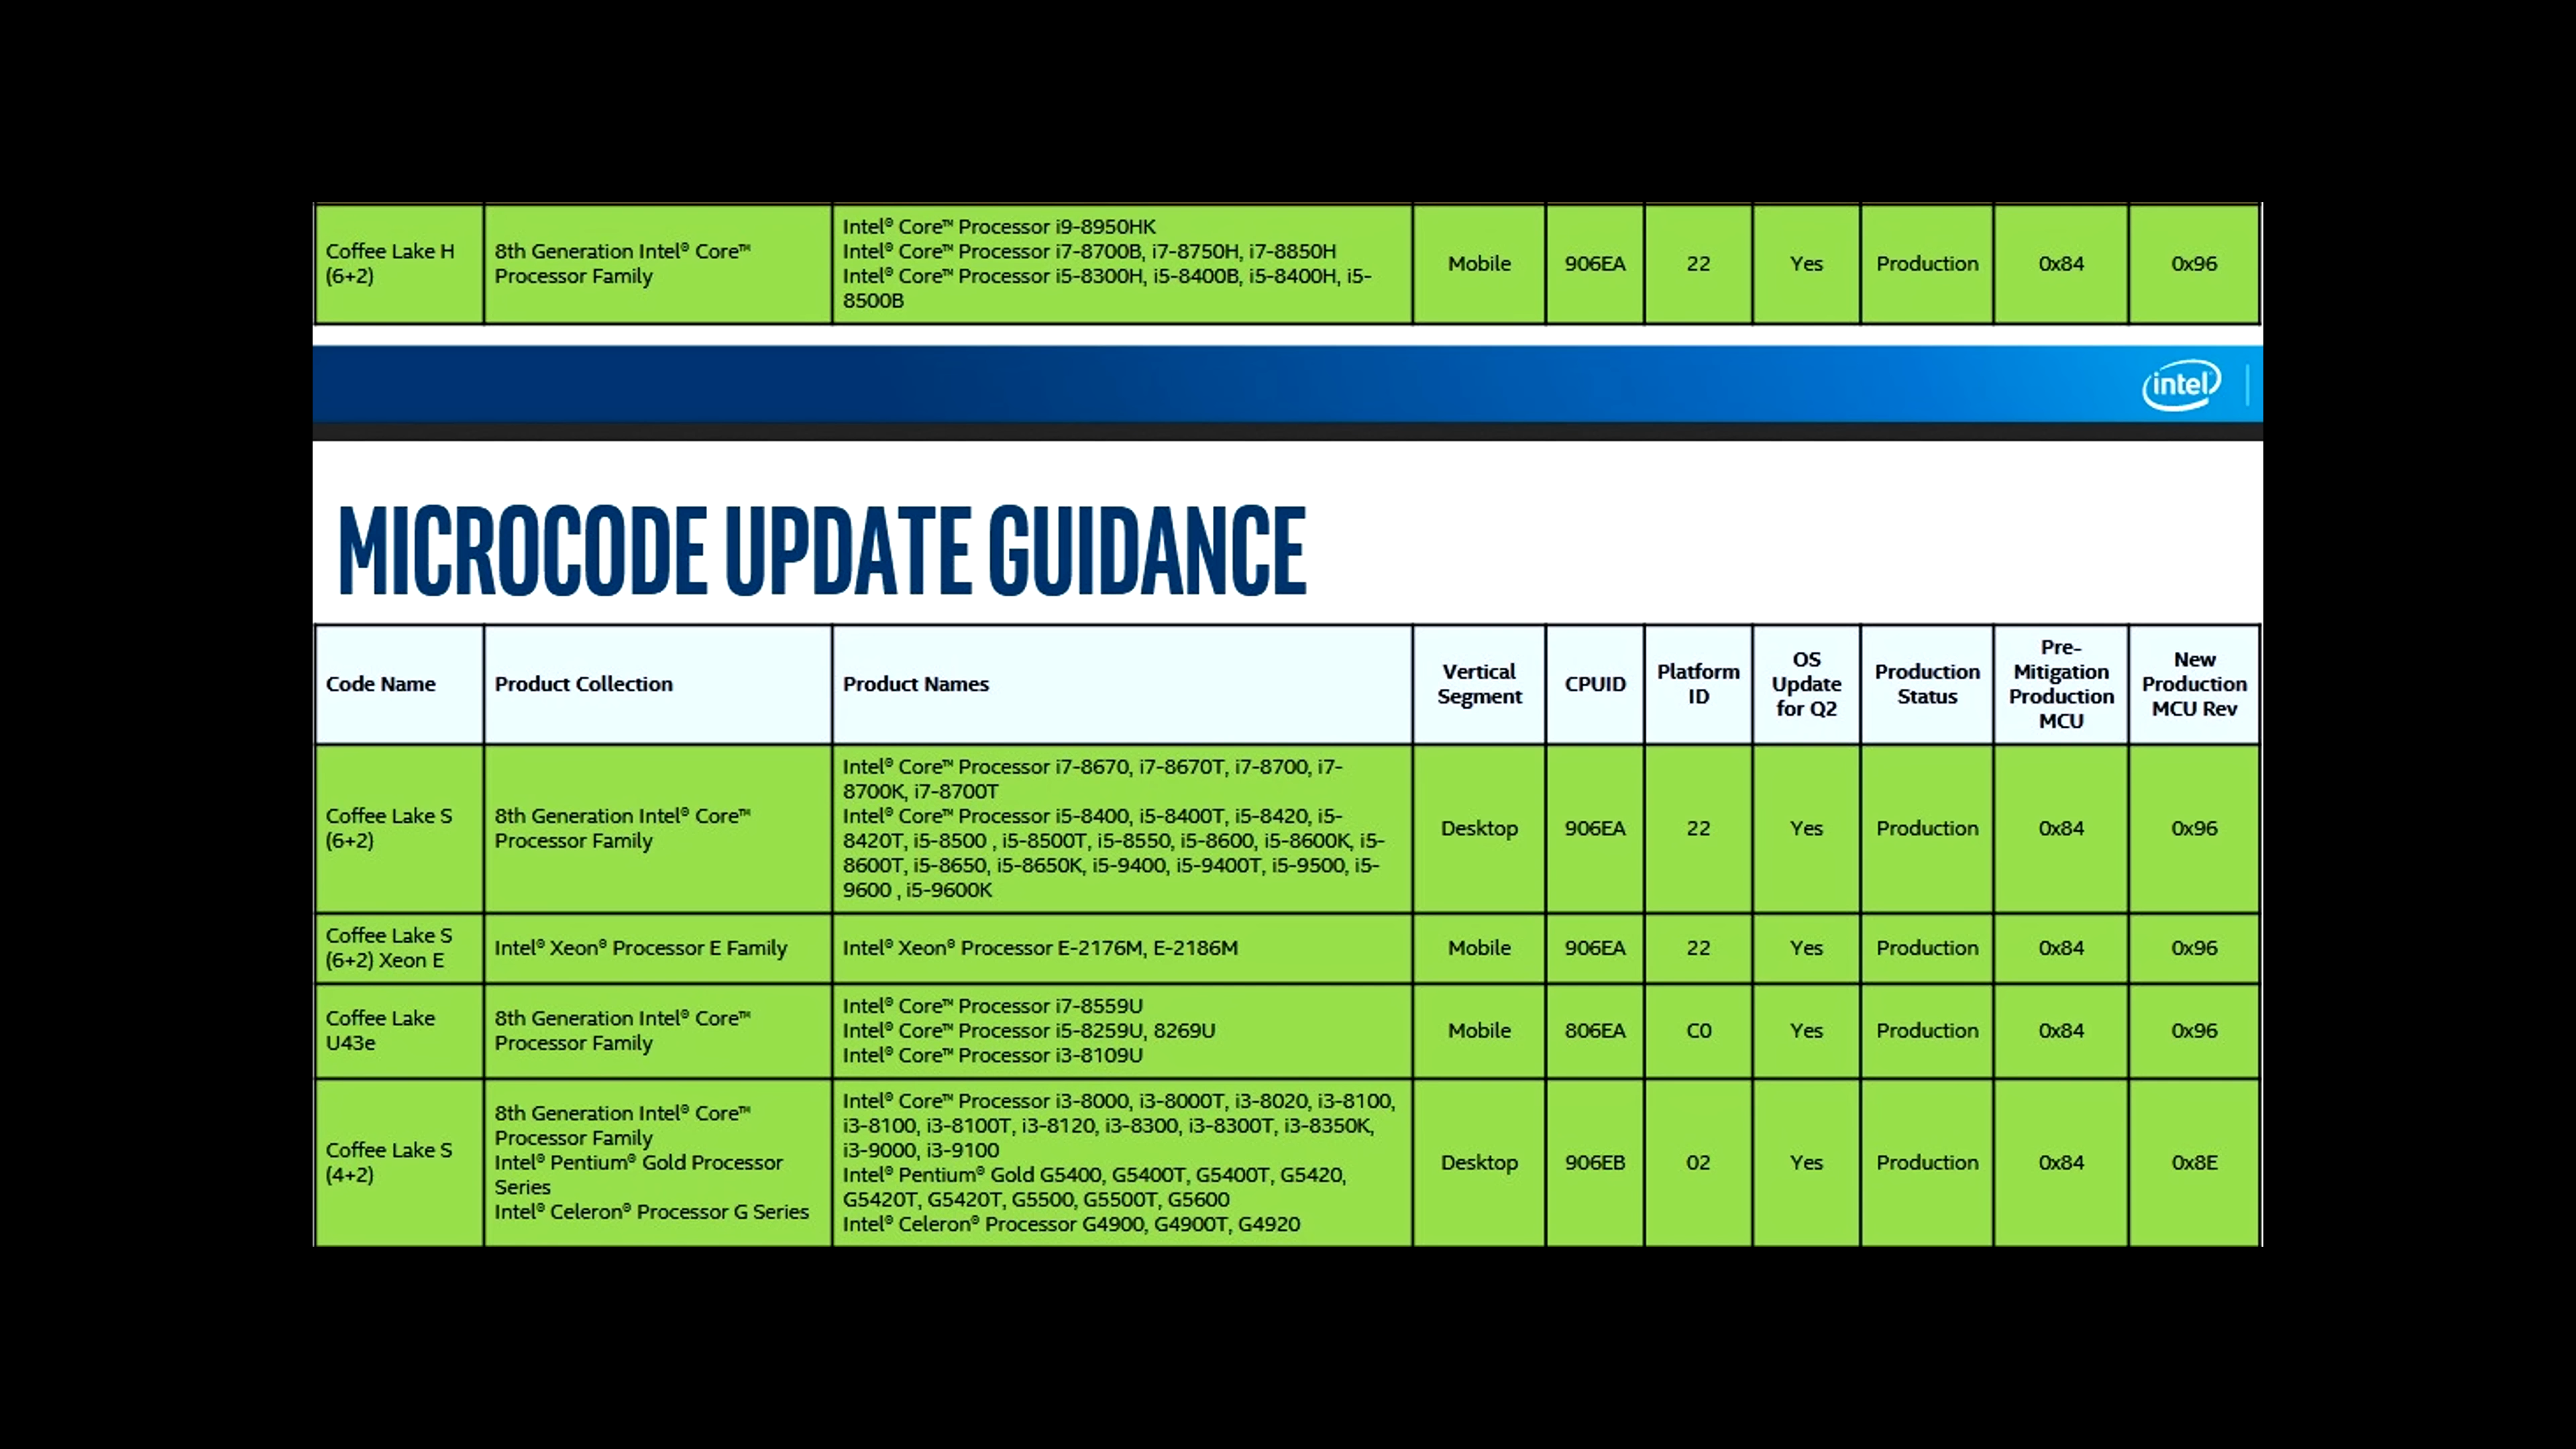 Coffee Lake H
(6+2)
8th Generation Intel® Core™
Processor Family
Intel® Core™ Processor i9-8950HK
Intel® Core™ Processor i7-8700B, i7-8750H, i7-8850H
Intel® Core™ Processor i5-8300H, i5-8400B, i5-8400H, i5-
8500B
Mobile
906EA
22
Yes
Production
0x84
0x96
intel
MICROCODE UPDATE GUIDANCE
Code Name
Product Collection
Product Names
Vertical
Segment
CPUID
Platform
ID
OS
Update
for Q2
Production
Status
Pre-
Mitigation
Production
MCU
New
Production
MCU Rev
Coffee Lake S
(6+2)
8th Generation Intel® Core™
Processor Family
Intel® Core™ Processor i7-8670, i7-8670T, i7-8700, i7-
8700K, i7-8700T
Intel® Core™ Processor i5-8400, i5-8400T, i5-8420, i5-
8420T, i5-8500 , i5-8500T, i5-8550, i5-8600, i5-8600K, i5-
8600T, i5-8650, i5-8650K, i5-9400, i5-9400T, i5-9500, i5-
9600 , i5-9600K
Desktop
906EA
22
Yes
Production
0x84
0x96
Coffee Lake S
(6+2) Xeon E
Intel® Xeon® Processor E Family
Intel® Xeon® Processor E-2176M, E-2186M
Mobile
906EA
22
Yes
Production
0x84
0x96
Coffee Lake
U43e
8th Generation Intel® Core™
Processor Family
Intel® Core™ Processor i7-8559U
Intel® Core™ Processor i5-8259U, 8269U
Intel® Core™ Processor i3-8109U
Mobile
806EA
C0
Yes
Production
0x84
0x96
Coffee Lake S
(4+2)
8th Generation Intel® Core™
Processor Family
Intel® Pentium® Gold Processor
Series
Intel® Celeron® Processor G Series
Intel® Core™ Processor i3-8000, i3-8000T, i3-8020, i3-8100,
i3-8100, i3-8100T, i3-8120, i3-8300, i3-8300T, i3-8350K,
i3-9000, i3-9100
Intel® Pentium® Gold G5400, G5400T, G5400T, G5420,
G5420T, G5420T, G5500, G5500T, G5600
Intel® Celeron® Processor G4900, G4900T, G4920
Desktop
906EB
02
Yes
Production
0x84
0x8E